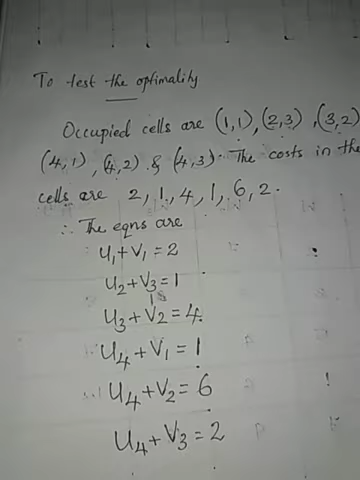 To test the optimality
Occupied cells are (1,1), (2,3), (3,2)
(4,1), (4,2) & (4,3). The costs in the
cells are 2, 1, 4, 1, 6, 2.
∴ The eqns are
U₁+V₁=2
U₂+V₃=1
U₃+V₂=4
U₄+V₁=1
U₄+V₂=6
U₄+V₃=2